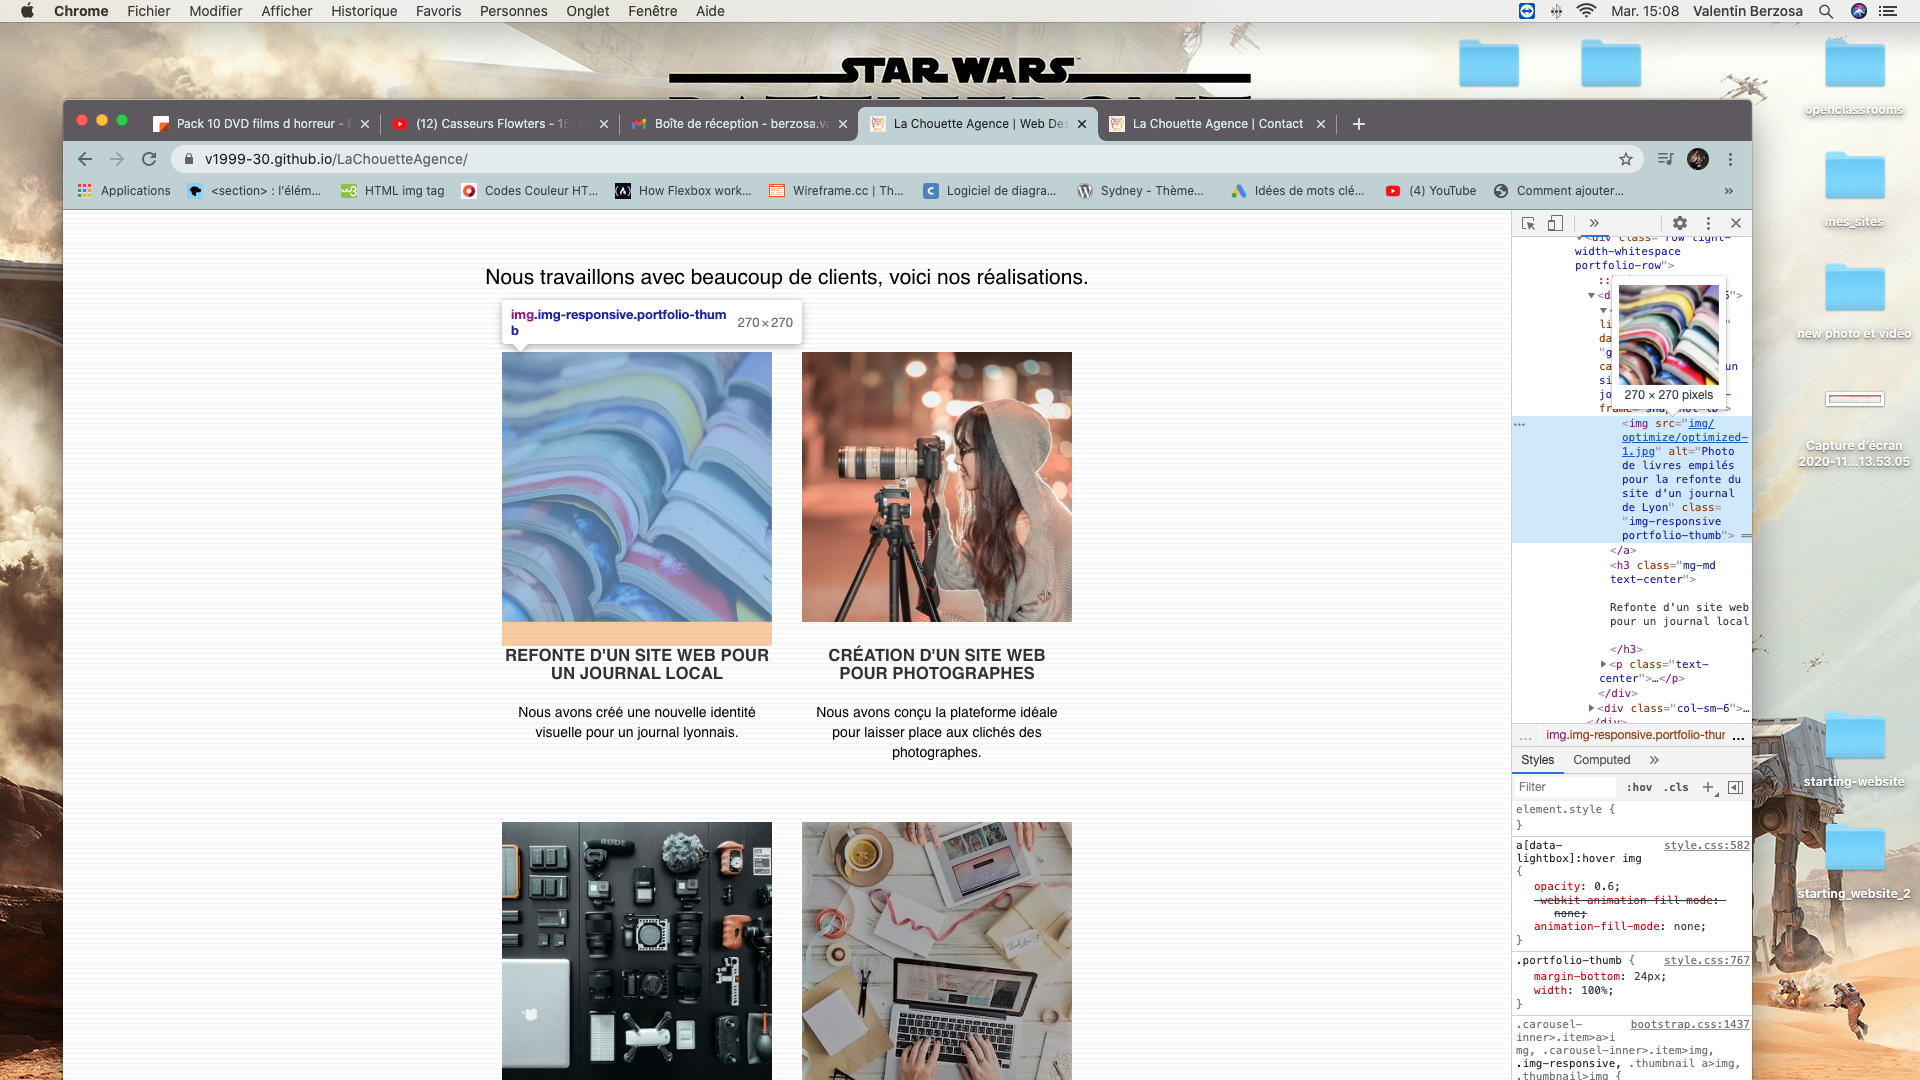 Chrome Fichier Modifier Afficher Historique Favoris Personnes Onglet Fenêtre Aide Mar. 15:08 Valentin Berzosa
STAR WARS
Pack 10 DVD films d horreur - (12) Casseurs Flowters - 15 Boîte de réception - berzosa.va La Chouette Agence | Web Des La Chouette Agence | Contact
v1999-30.github.io/LaChouetteAgence/
Applications <section> : l'élém... HTML img tag Codes Couleur HT... How Flexbox work... Wireframe.cc | Th... Logiciel de diagra... Sydney - Thème... Idées de mots clé... (4) YouTube Comment ajouter... »
Nous travaillons avec beaucoup de clients, voici nos réalisations.
img.img-responsive.portfolio-thum
b
270 × 270
REFONTE D'UN SITE WEB POUR
UN JOURNAL LOCAL
Nous avons créé une nouvelle identité
visuelle pour un journal lyonnais.
CRÉATION D'UN SITE WEB
POUR PHOTOGRAPHES
Nous avons conçu la plateforme idéale
pour laisser place aux clichés des
photographes.
RODE
<div class="row light-
width-whitespace
portfolio-row">
270 × 270 pixels
<img src="img/
optimize/optimized-
1.jpg" alt="Photo
de livres empilés
pour la refonte du
site d'un journal
de Lyon" class=
"img-responsive
portfolio-thumb"> ==
</a>
<h3 class="mg-md
text-center">
Refonte d'un site web
pour un journal local
</h3>
<p class="text-
center">…</p>
</div>
<div class="col-sm-6">…
</div>
... img.img-responsive.portfolio-thur ...
Styles Computed »
Filter :hov .cls +
element.style {
}
a[data- style.css:582
lightbox]:hover img
{
opacity: 0.6;
-webkit-animation-fill-mode:
none;
animation-fill-mode: none;
}
.portfolio-thumb { style.css:767
margin-bottom: 24px;
width: 100%;
}
.carousel- bootstrap.css:1437
inner>.item>a>i
mg, .carousel-inner>.item>img,
.img-responsive, .thumbnail a>img,
.thumbnail>img {
openclassrooms
mes_sites
new photo et vidéo
Capture d'écran
2020-11...13.53.05
starting-website
starting_website_2